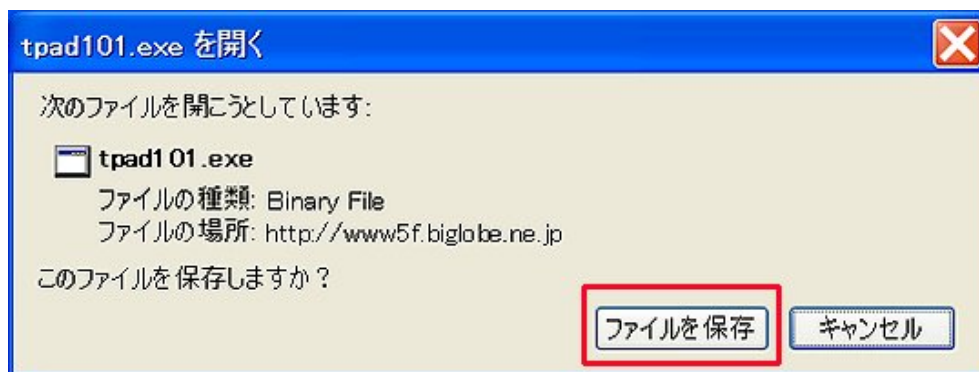 tpad101.exe を開く
次のファイルを開こうとしています:
tpad101.exe
ファイルの種類: Binary File
ファイルの場所: http://www5f.biglobe.ne.jp
このファイルを保存しますか？
ファイルを保存 キャンセル